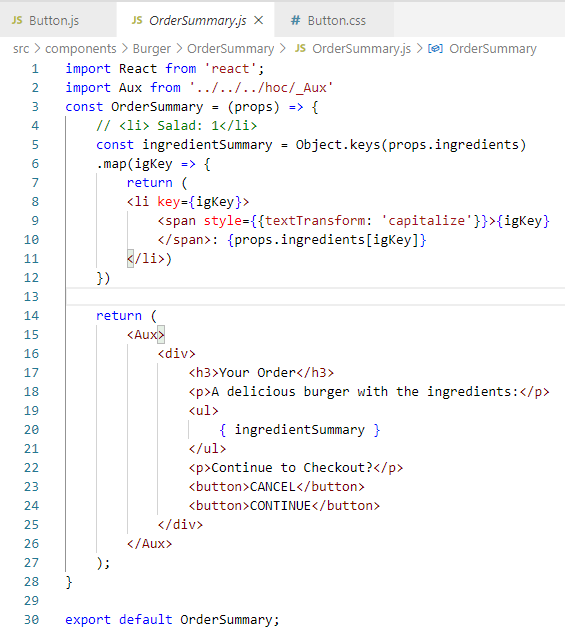 JS Button.js JS OrderSummary.js × # Button.css
src > components > Burger > OrderSummary > JS OrderSummary.js > OrderSummary
1 import React from 'react';
2 import Aux from '../../../hoc/_Aux'
3 const OrderSummary = (props) => {
4     // <li> Salad: 1</li>
5     const ingredientSummary = Object.keys(props.ingredients)
6     .map(igKey => {
7         return (
8         <li key={igKey}>
9             <span style={{textTransform: 'capitalize'}}>{igKey}
10             </span>: {props.ingredients[igKey]}
11         </li>)
12     })
13
14     return (
15         <Aux>
16             <div>
17                 <h3>Your Order</h3>
18                 <p>A delicious burger with the ingredients:</p>
19                 <ul>
20                     { ingredientSummary }
21                 </ul>
22                 <p>Continue to Checkout?</p>
23                 <button>CANCEL</button>
24                 <button>CONTINUE</button>
25             </div>
26         </Aux>
27     );
28 }
29
30 export default OrderSummary;